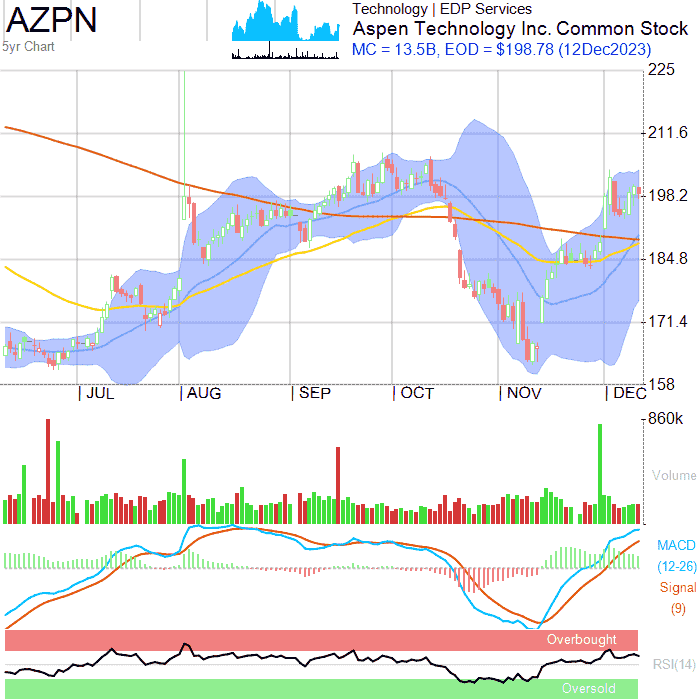 AZPN
5yr Chart
Technology | EDP Services
Aspen Technology Inc. Common Stock
MC = 13.5B, EOD = $198.78 (12Dec2023)
225
211.6
198.2
184.8
171.4
158
| JUL | AUG | SEP | OCT | NOV | DEC
860k
Volume
MACD
(12-26)
Signal
(9)
Overbought
RSI(14)
Oversold